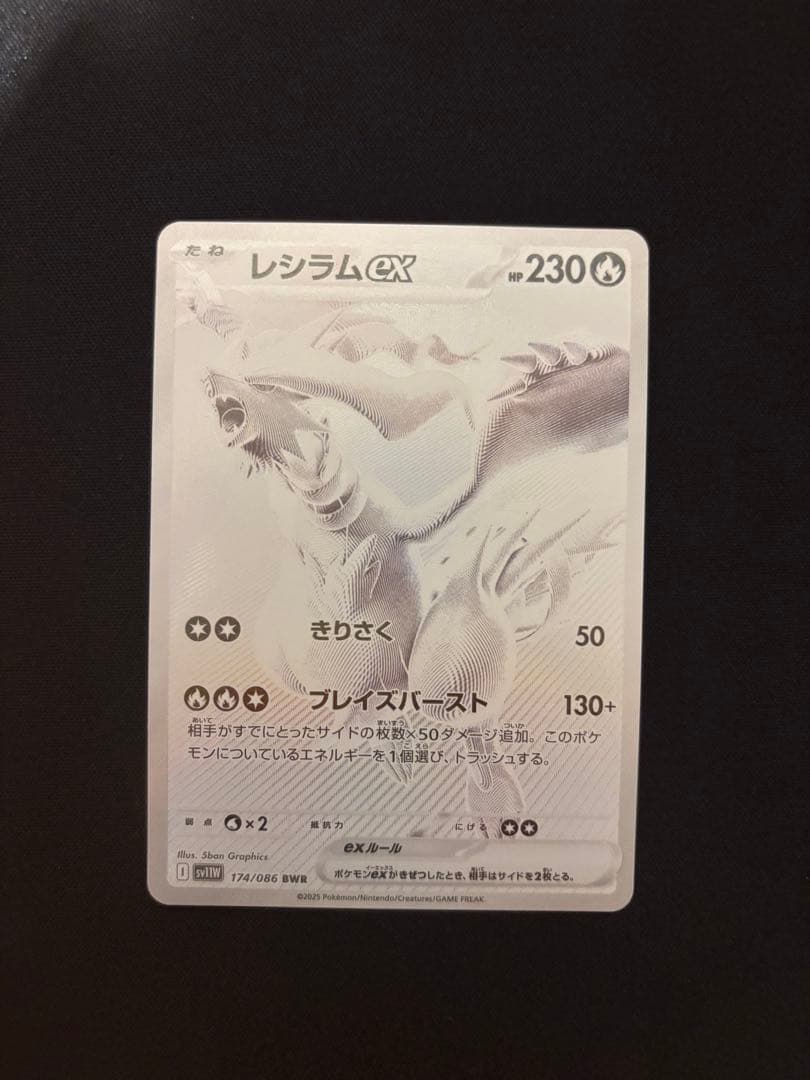 たね
レシラムex
HP230
きりさく 50
ブレイズバースト 130+
相手がすでにとったサイドの枚数×50ダメージ追加。このポケ
モンについているエネルギーを1個選び、トラッシュする。
弱点 ×2 抵抗力 にげる
Illus. 5ban Graphics
exルール
ポケモンexがきぜつしたとき、相手はサイドを2枚とる。
J sv11W 174/086 BWR
©2025 Pokémon/Nintendo/Creatures/GAME FREAK.